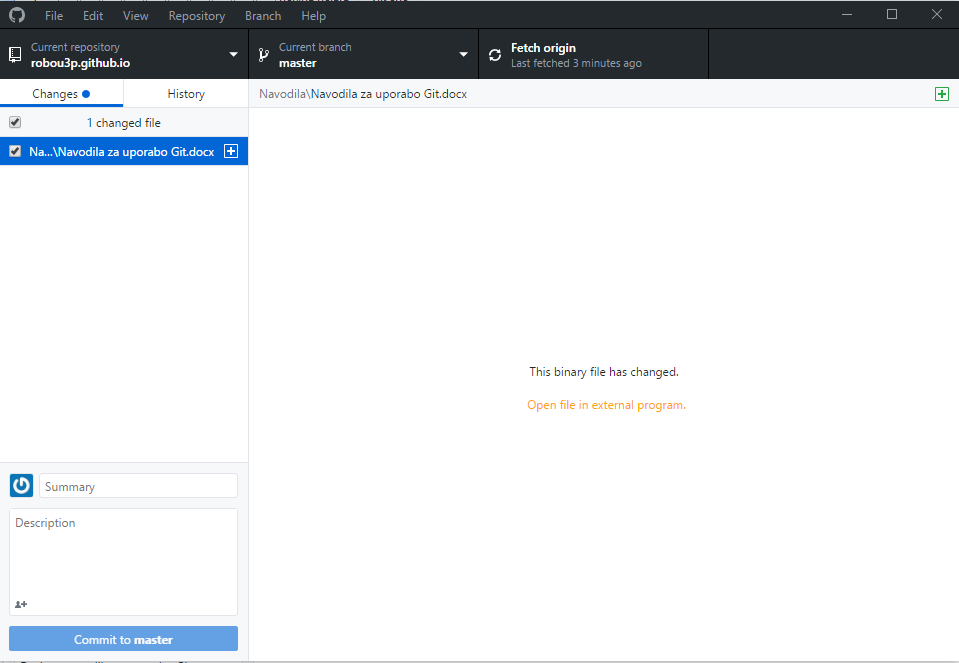 File Edit View Repository Branch Help
Current repository
robou3p.github.io
Current branch
master
Fetch origin
Last fetched 3 minutes ago
Changes
History
Navodila\Navodila za uporabo Git.docx
1 changed file
Na...\Navodila za uporabo Git.docx
This binary file has changed.
Open file in external program.
Summary
Description
Commit to master